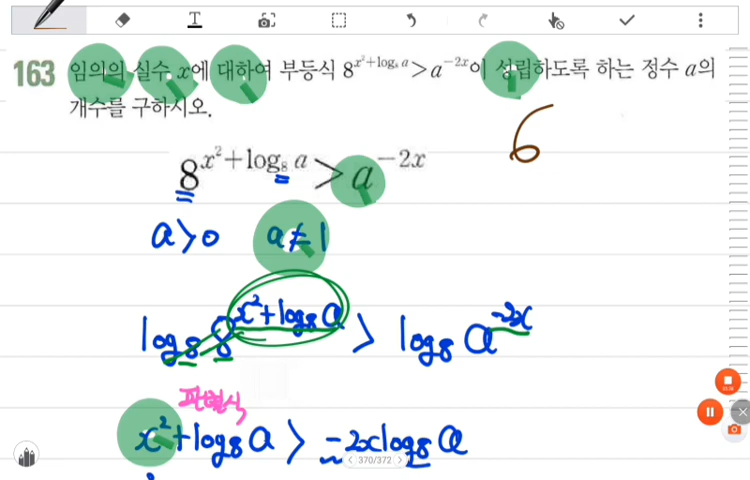 163 임의의 실수 x에 대하여 부등식 8^{x²+log₈ a} > a^{-2x}이 성립하도록 하는 정수 a의
개수를 구하시오.
6
8^{x²+log₈ a} > a^{-2x}
a>0 a≠1
log₈ 8^{x²+log₈ a} > log₈ a^{-2x}
판별식
x²+log₈ a > -2x log₈ a
370/372